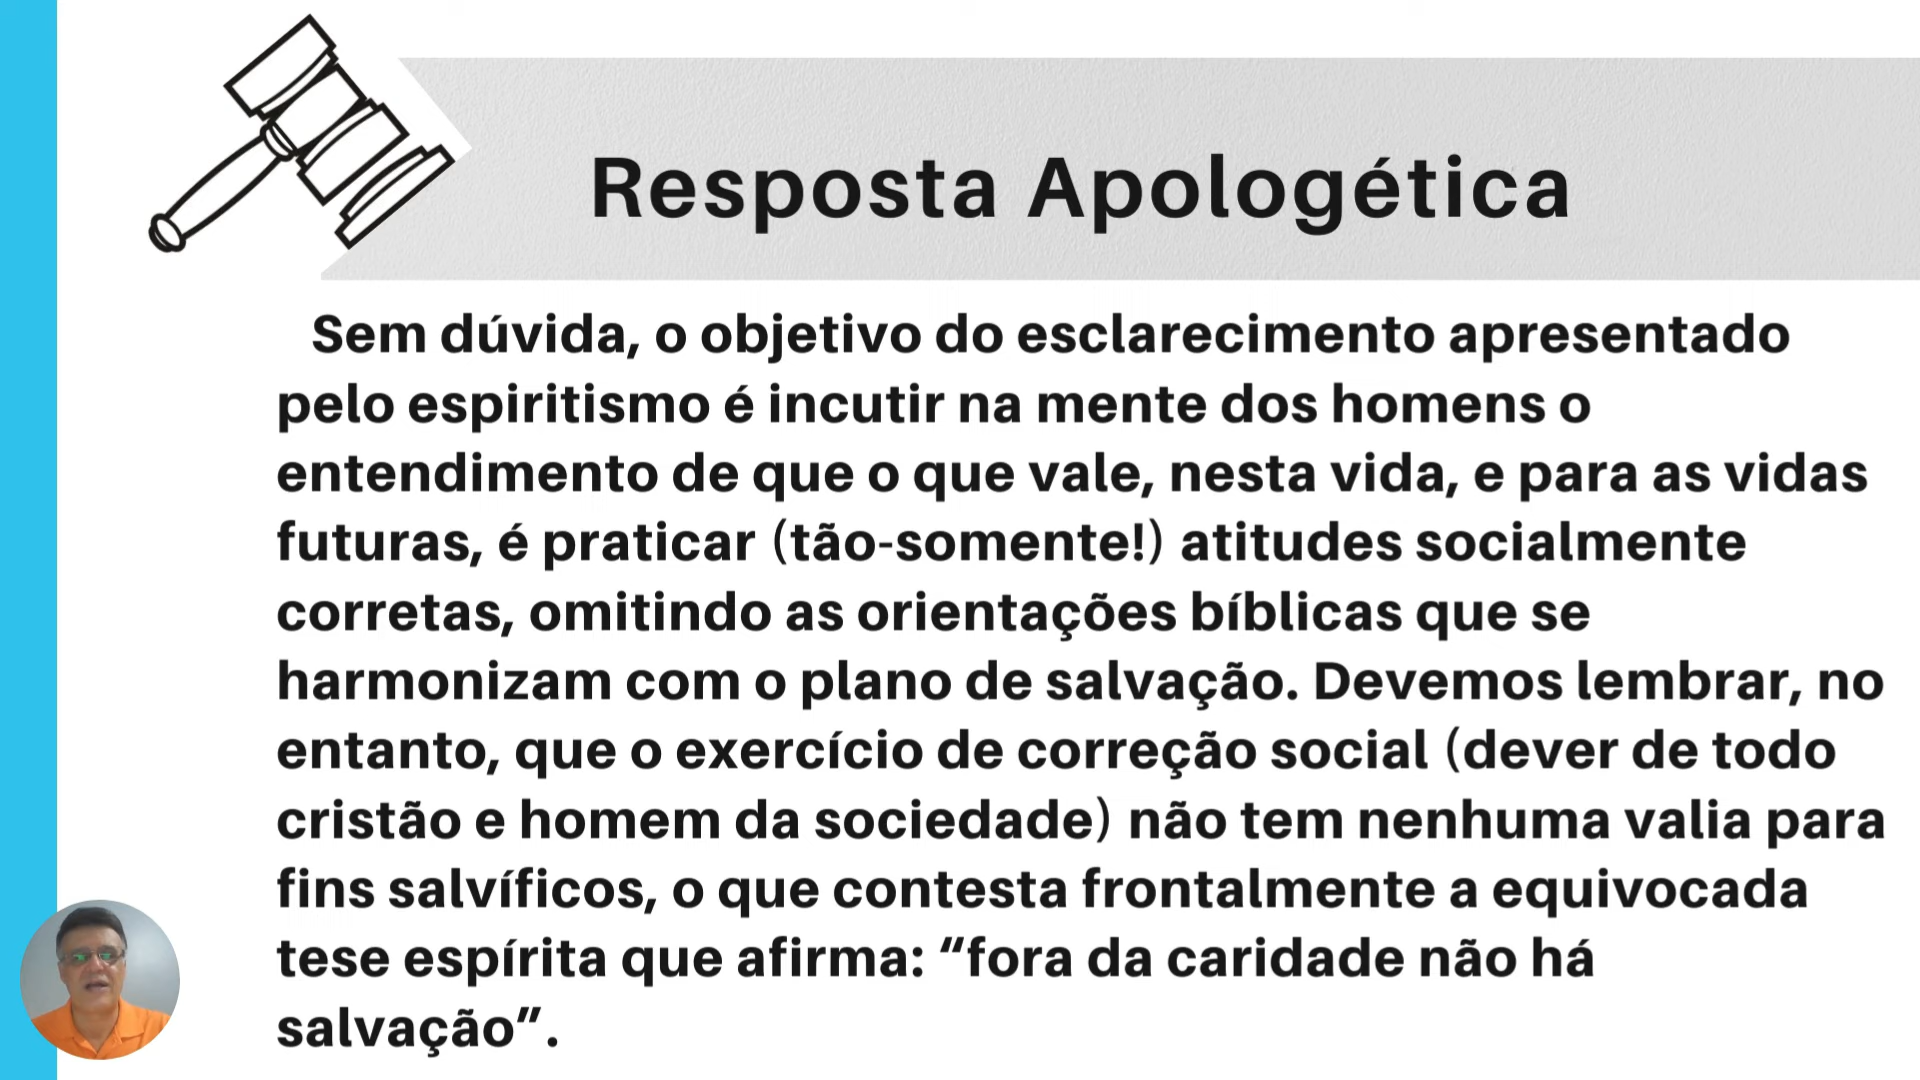 Resposta Apologética
Sem dúvida, o objetivo do esclarecimento apresentado
pelo espiritismo é incutir na mente dos homens o
entendimento de que o que vale, nesta vida, e para as vidas
futuras, é praticar (tão-somente!) atitudes socialmente
corretas, omitindo as orientações bíblicas que se
harmonizam com o plano de salvação. Devemos lembrar, no
entanto, que o exercício de correção social (dever de todo
cristão e homem da sociedade) não tem nenhuma valia para
fins salvíficos, o que contesta frontalmente a equivocada
tese espírita que afirma: “fora da caridade não há
salvação”.